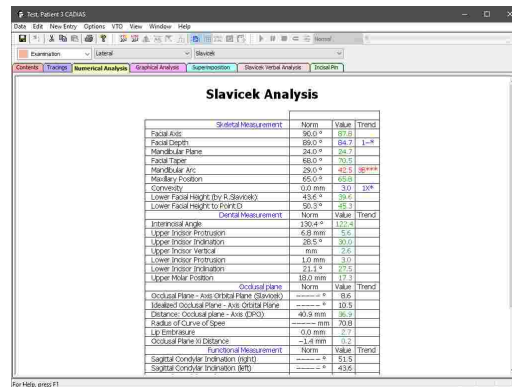 Test, Patient 3 CADIAS
Data Edit New Entry Options VTO View Window Help
Normal
Examination Lateral Slavicek
Contents Tracings Numerical Analysis Graphical Analysis Superimposition Slavicek Verbal Analysis Incisal Pin
Slavicek Analysis
Skeletal Measurement Norm Value Trend
Facial Axis 90.0 ° 87.8
Facial Depth 89.0 ° 84.7 1-*
Mandibular Plane 24.0 ° 24.7
Facial Taper 68.0 ° 70.5
Mandibular Arc 29.0 ° 42.5
Maxillary Position 65.0 ° 65.8
Convexity 0.0 mm 3.0 1X*
Lower Facial Height (by R.Slavicek) 43.6 ° 39.6
Lower Facial Height to Point D 50.3 ° 45.3
Dental Measurement Norm Value Trend
Interincisal Angle 130.4 ° 122.4
Upper Incisor Protrusion 6.8 mm 5.6
Upper Incisor Inclination 28.5 ° 30.0
Upper Incisor Vertical mm 2.6
Lower Incisor Protrusion 1.0 mm 3.0
Lower Incisor Inclination 21.1 ° 27.5
Upper Molar Position 18.0 mm 17.3
Occlusal plane Norm Value Trend
Occlusal Plane - Axis Orbital Plane (Slavicek) ----- ° 8.6
Idealized Occlusal Plane - Axis Orbital Plane ----- ° 10.5
Distance: Occlusal plane - Axis (DPO) 40.9 mm 36.9
Radius of Curve of Spee ----- mm 70.8
Lip Embrasure 0.0 mm 2.7
Occlusal Plane XI Distance -1.4 mm 0.2
Functional Measurement Norm Value Trend
Sagittal Condylar Inclination (right) ----- ° 51.5
Sagittal Condylar Inclination (left) ----- ° 43.6
For Help, press F1